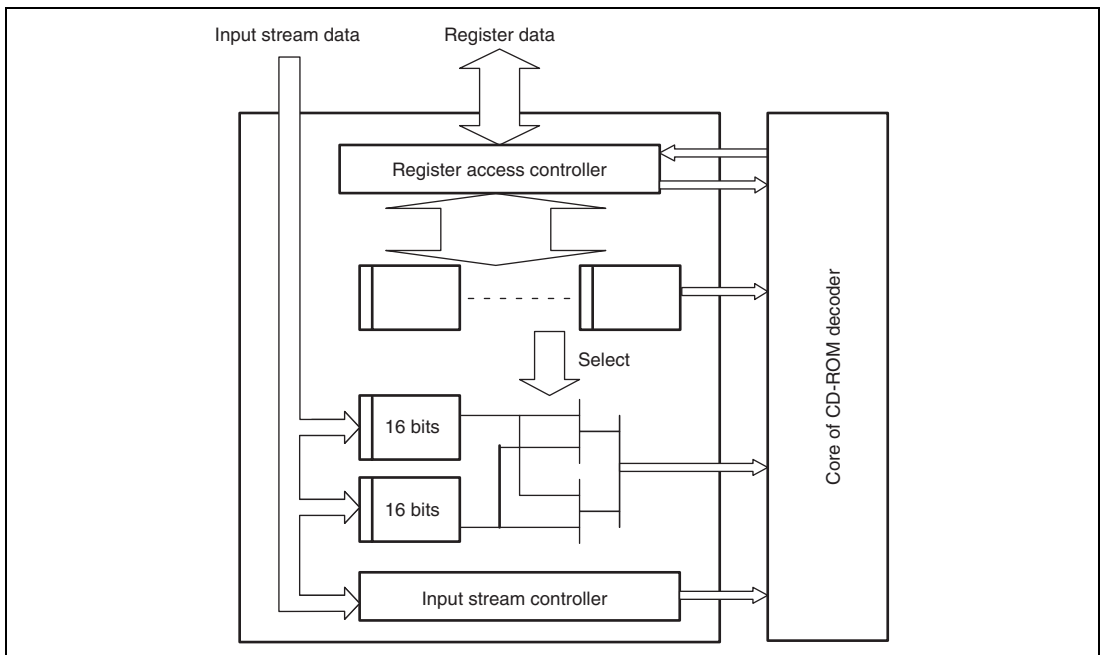 Input stream data
Register data
Register access controller
Select
16 bits
16 bits
Input stream controller
Core of CD-ROM decoder